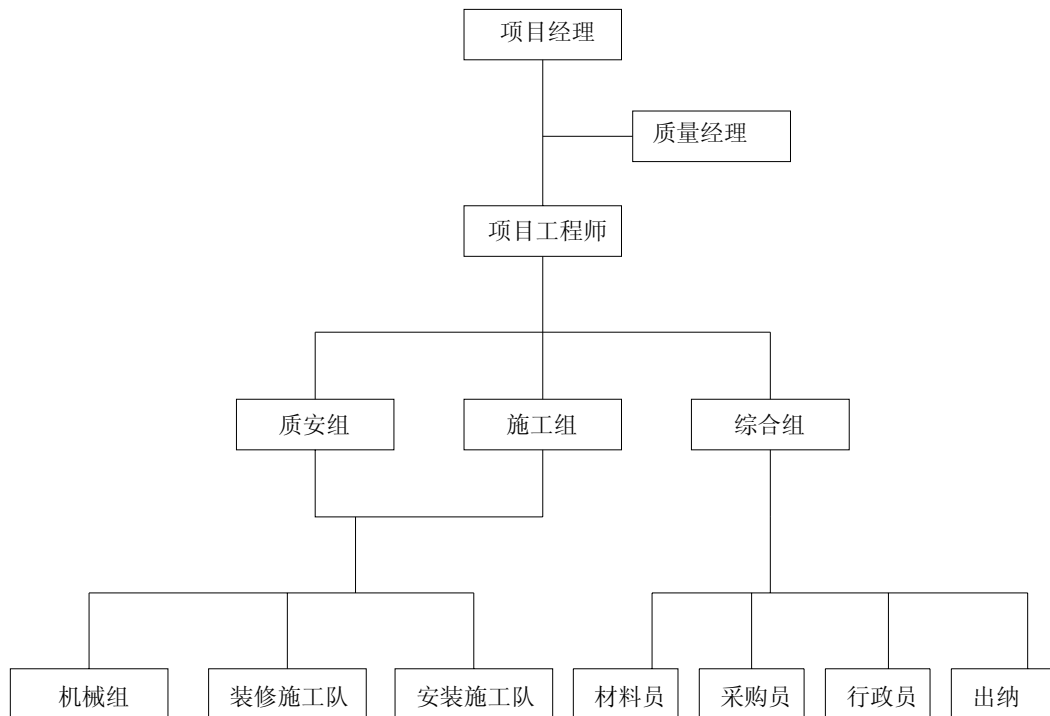 项目经理
质量经理
项目工程师
质安组
施工组
综合组
机械组
装修施工队
安装施工队
材料员
采购员
行政员
出纳